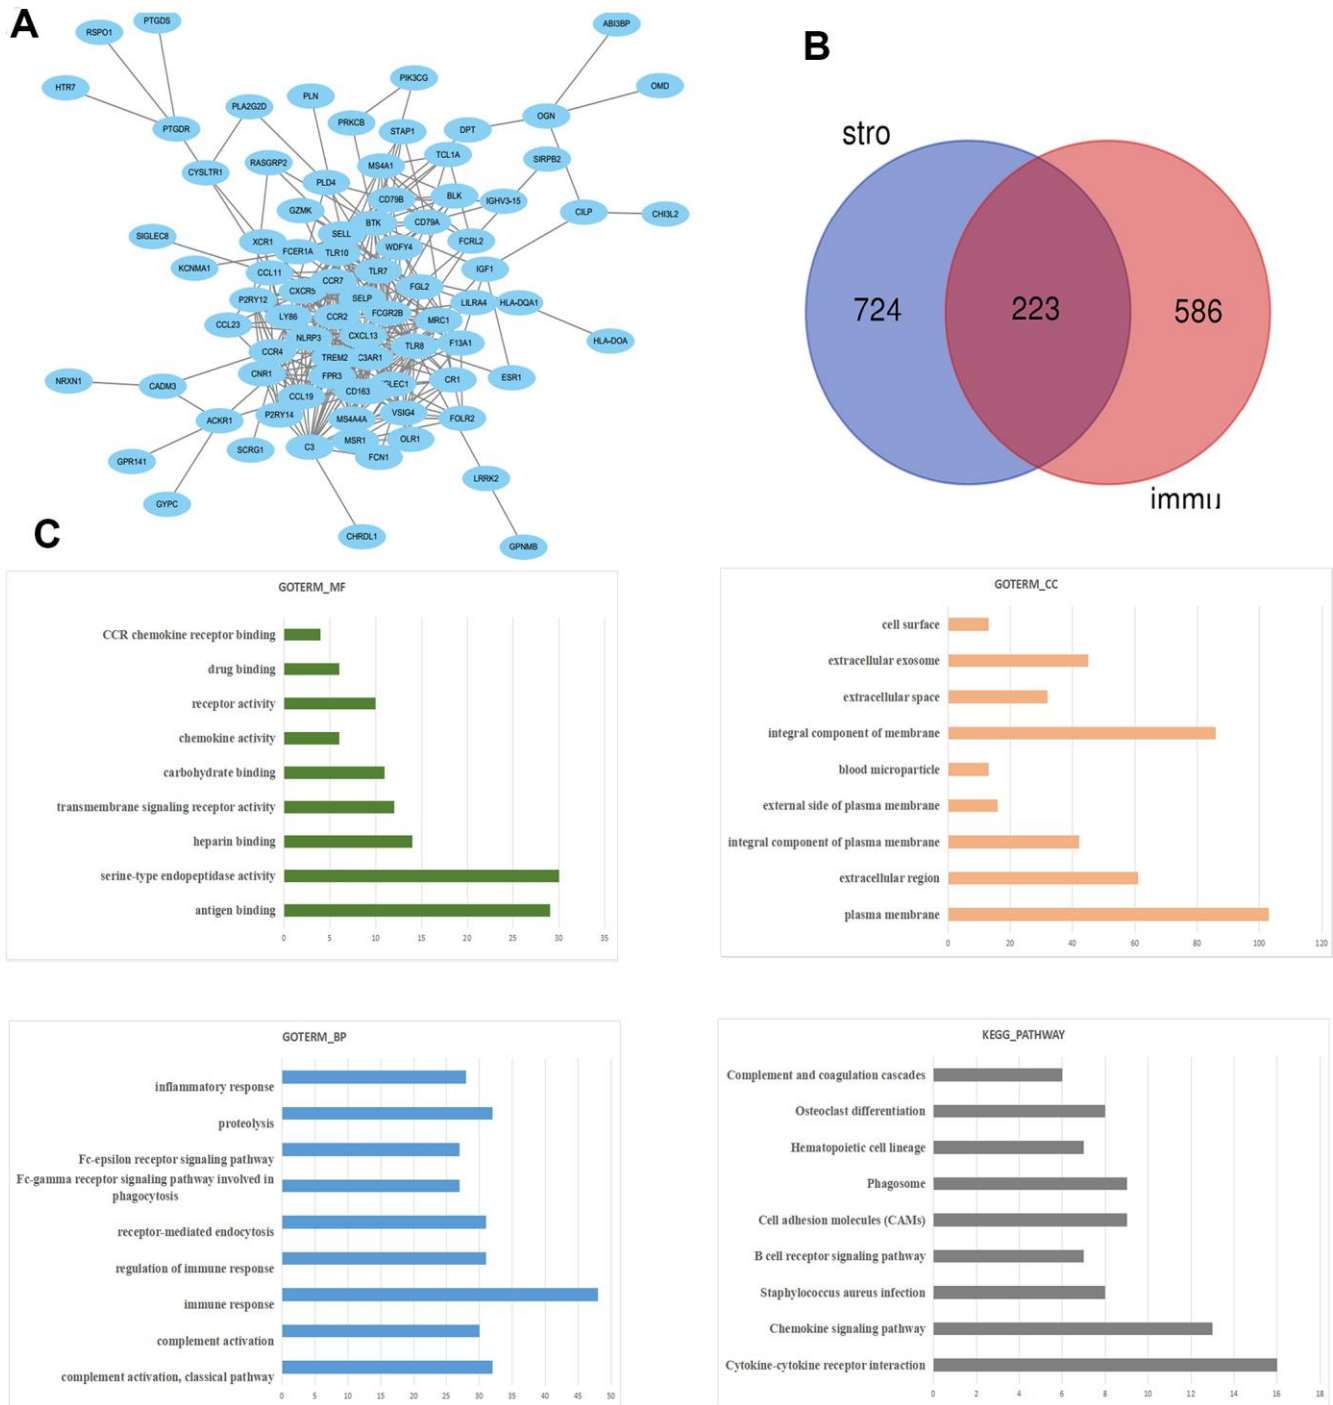 A
PTGDS
RSPO1
ABI3BP
B
HTR7
PIK3CG
OMD
PLN
PLA2G2D
PRKCB
OGN
PTGDR
STAP1
DPT
stro
RASGRP2
MS4A1
TCL1A
SIRPB2
CYSLTR1
PLD4
CD79B
BLK
IGHV3-15
GZMK
BTK
CD79A
CILP
CHI3L2
SIGLEC8
XCR1
SELL
WDFY4
FCRL2
FCER1A
TLR10
KCNMA1
CCL11
CCR7
TLR7
IGF1
CXCR5
SELP
FGL2
P2RY12
LILRA4
HLA-DQA1
LY86
CCR2
FCGR2B
MRC1
724
223
586
CCL23
NLRP3
CXCL13
TLR8
F13A1
HLA-DOA
CCR4
TREM2
C3AR1
CNR1
FPR3
CR1
ESR1
NRXN1
CADM3
CD163
GLEC1
CCL19
ACKR1
P2RY14
MS4A4A
VSIG4
FOLR2
SCRG1
C3
MSR1
OLR1
GPR141
FCN1
LRRK2
GYPC
immu
C
CHRDL1
GPNMB
GOTERM_MF
CCR chemokine receptor binding
drug binding
receptor activity
chemokine activity
carbohydrate binding
transmembrane signaling receptor activity
heparin binding
serine-type endopeptidase activity
antigen binding
0 5 10 15 20 25 30 35
GOTERM_CC
cell surface
extracellular exosome
extracellular space
integral component of membrane
blood microparticle
external side of plasma membrane
integral component of plasma membrane
extracellular region
plasma membrane
0 20 40 60 80 100 120
GOTERM_BP
inflammatory response
proteolysis
Fc-epsilon receptor signaling pathway
Fc-gamma receptor signaling pathway involved in
phagocytosis
receptor-mediated endocytosis
regulation of immune response
immune response
complement activation
complement activation, classical pathway
0 5 10 15 20 25 30 35 40 45 50
KEGG_PATHWAY
Complement and coagulation cascades
Osteoclast differentiation
Hematopoietic cell lineage
Phagosome
Cell adhesion molecules (CAMs)
B cell receptor signaling pathway
Staphylococcus aureus infection
Chemokine signaling pathway
Cytokine-cytokine receptor interaction
0 2 4 6 8 10 12 14 16 18